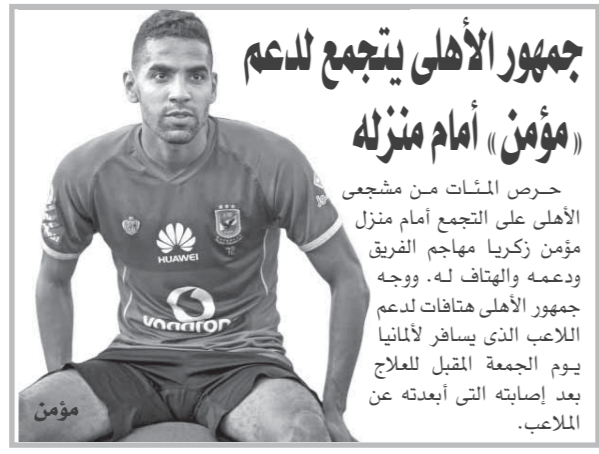 جمهور الأهلى يتجمع لدعم
«مؤمن» أمام منزله
حرص المئات من مشجعى
الأهلى على التجمع أمام منزل
مؤمن زكريا مهاجم الفريق
ودعمه والهتاف له. ووجه
جمهور الأهلى هتافات لدعم
اللاعب الذى يسافر لألمانيا
يوم الجمعة المقبل للعلاج
بعد إصابته التى أبعدته عن
الملاعب.
HUAWEI
vodafone
مؤمن